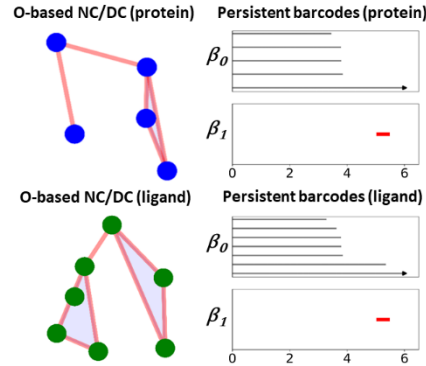 O-based NC/DC (protein)
Persistent barcodes (protein)
β₀
β₁
0 2 4 6
O-based NC/DC (ligand)
Persistent barcodes (ligand)
β₀
β₁
0 2 4 6